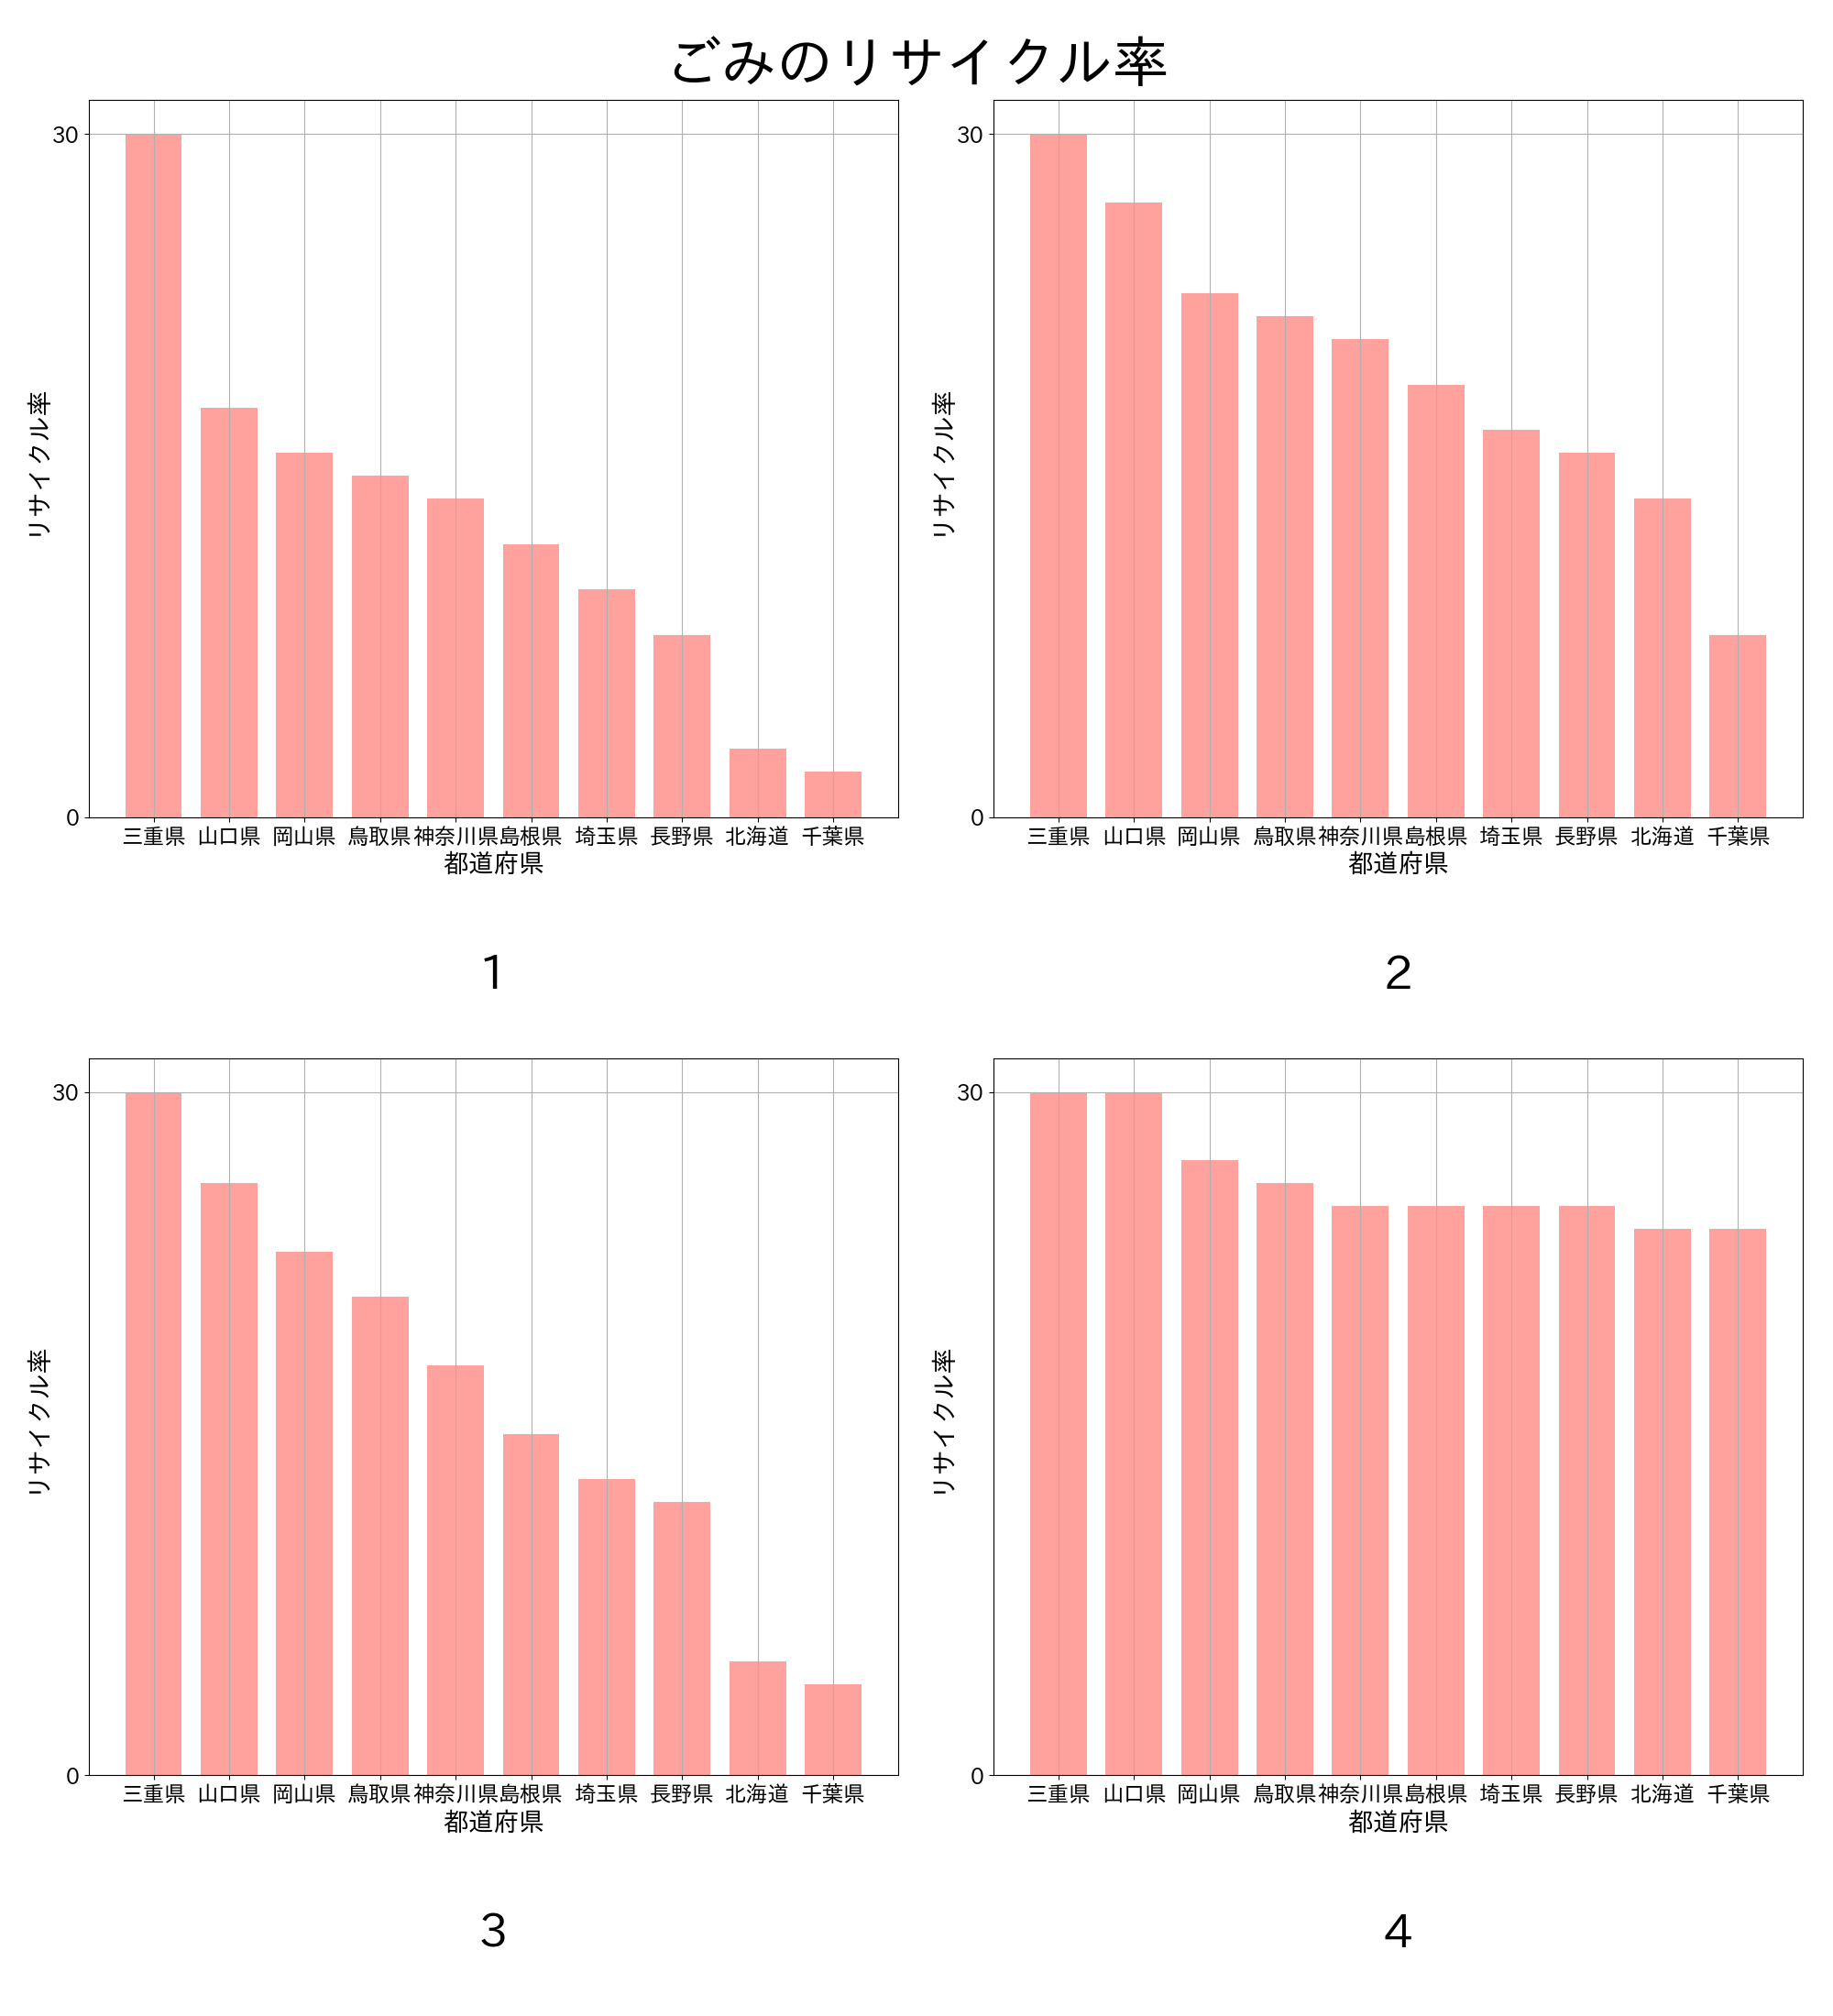 ごみのリサイクル率
30
0
リサイクル率
三重県 山口県 岡山県 鳥取県 神奈川県 島根県 埼玉県 長野県 北海道 千葉県
都道府県
1
30
0
リサイクル率
三重県 山口県 岡山県 鳥取県 神奈川県 島根県 埼玉県 長野県 北海道 千葉県
都道府県
2
30
0
リサイクル率
三重県 山口県 岡山県 鳥取県 神奈川県 島根県 埼玉県 長野県 北海道 千葉県
都道府県
3
30
0
リサイクル率
三重県 山口県 岡山県 鳥取県 神奈川県 島根県 埼玉県 長野県 北海道 千葉県
都道府県
4